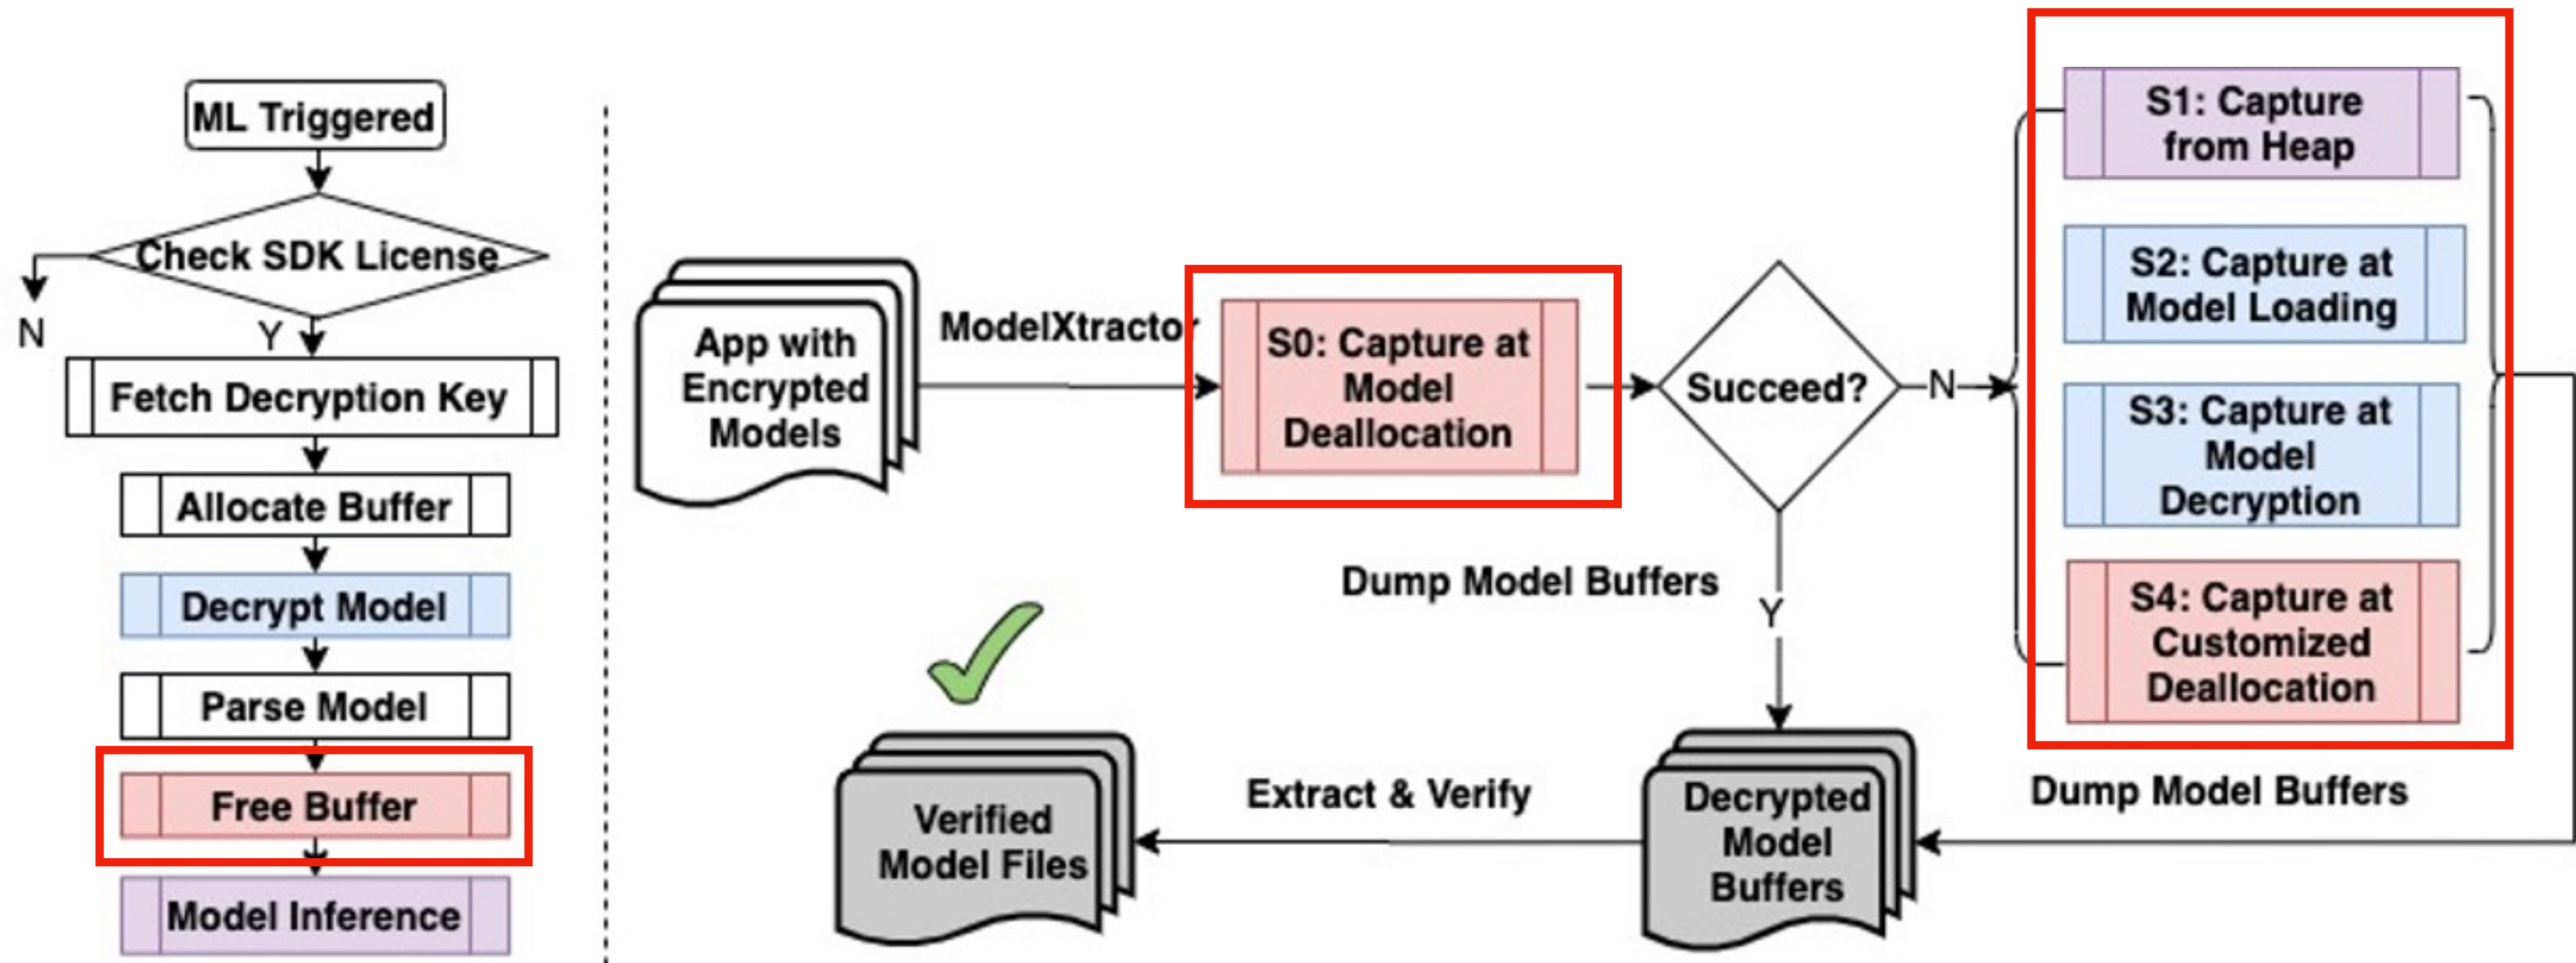 ML Triggered
Check SDK License
N
Y
Fetch Decryption Key
Allocate Buffer
Decrypt Model
Parse Model
Free Buffer
Model Inference
App with
Encrypted
Models
ModelXtractor
S0: Capture at
Model
Deallocation
Succeed?
N
Y
Dump Model Buffers
S1: Capture
from Heap
S2: Capture at
Model Loading
S3: Capture at
Model
Decryption
S4: Capture at
Customized
Deallocation
Dump Model Buffers
Decrypted
Model
Buffers
Extract & Verify
Verified
Model Files